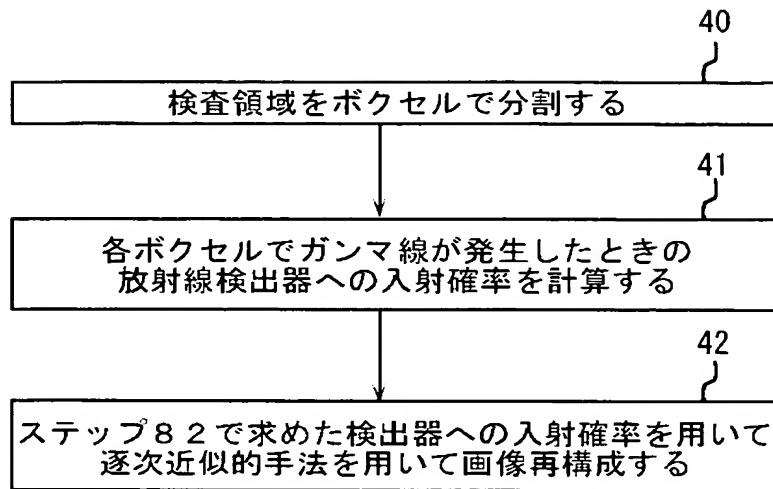 40
検査領域をボクセルで分割する
41
各ボクセルでガンマ線が発生したときの
放射線検出器への入射確率を計算する
42
ステップ82で求めた検出器への入射確率を用いて
逐次近似的手法を用いて画像再構成する